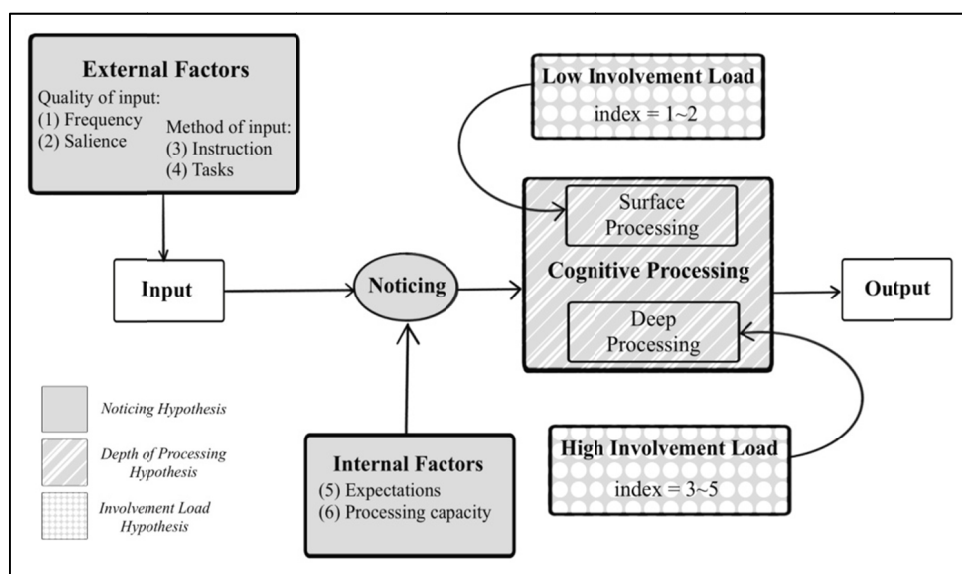 External Factors
Quality of input:
(1) Frequency
(2) Salience
Method of input:
(3) Instruction
(4) Tasks
Low Involvement Load
index = 1~2
Surface
Processing
Cognitive Processing
Deep
Processing
Input
Noticing
Output
Internal Factors
(5) Expectations
(6) Processing capacity
High Involvement Load
index = 3~5
Noticing Hypothesis
Depth of Processing
Hypothesis
Involvement Load
Hypothesis